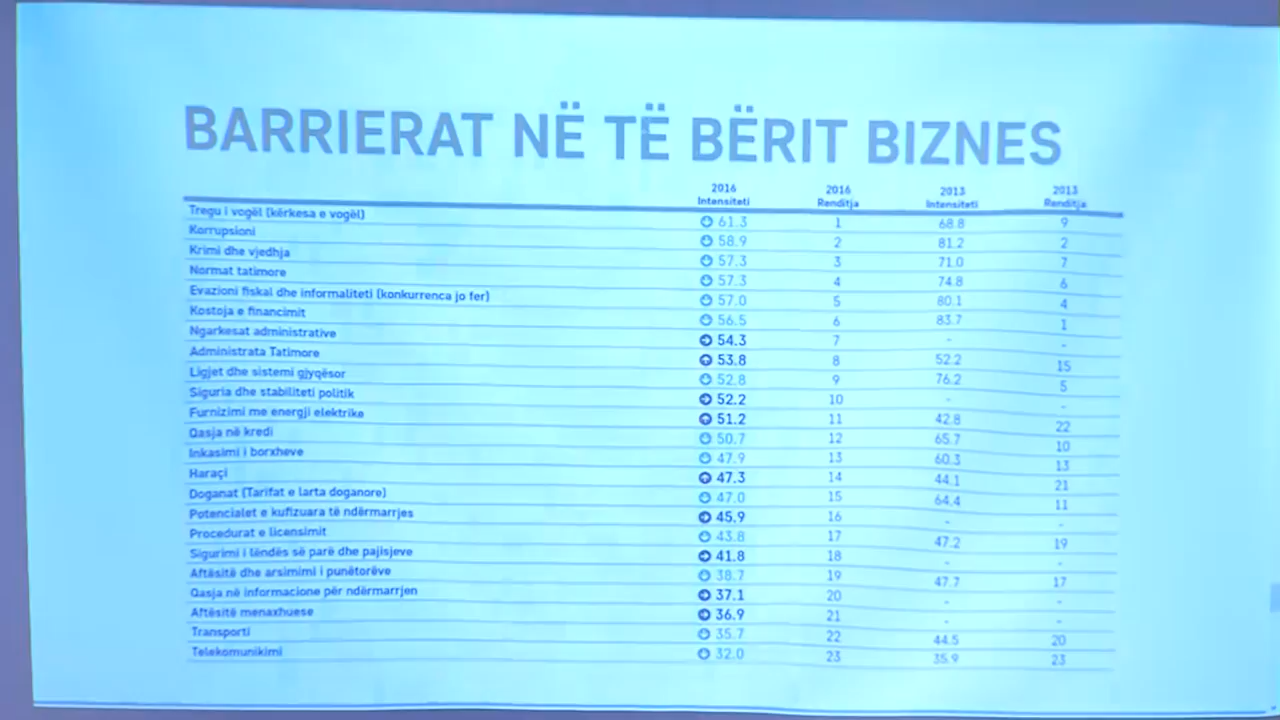 BARRIERAT NË TË BËRIT BIZNES
2016 Intensiteti 2016 Renditja 2013 Intensiteti 2013 Renditja
Tregu i vogël (kërkesa e vogël) 61.3 1 68.8 9
Korrupsioni 58.9 2 81.2 2
Krimi dhe vjedhja 57.3 3 71.0 7
Normat tatimore 57.3 4 74.8 6
Evazioni fiskal dhe informaliteti (konkurrenca jo fer) 57.0 5 80.1 4
Kostoja e financimit 56.5 6 83.7 1
Ngarkesat administrative 54.3 7 - -
Administrata Tatimore 53.8 8 52.2 15
Ligjet dhe sistemi gjyqësor 52.8 9 76.2 5
Siguria dhe stabiliteti politik 52.2 10 - -
Furnizimi me energji elektrike 51.2 11 42.8 22
Qasja në kredi 50.7 12 65.7 10
Inkasimi i borxheve 47.9 13 60.3 13
Haraçi 47.3 14 44.1 21
Doganat (Tarifat e larta doganore) 47.0 15 64.4 11
Potencialet e kufizuara të ndërmarrjes 45.9 16 - -
Procedurat e licensimit 43.8 17 47.2 19
Sigurimi i lëndës së parë dhe pajisjeve 41.8 18 - -
Aftësitë dhe arsimimi i punëtorëve 38.7 19 47.7 17
Qasja në informacione për ndërmarrjen 37.1 20 - -
Aftësitë menaxhuese 36.9 21 - -
Transporti 35.7 22 44.5 20
Telekomunikimi 32.0 23 35.9 23